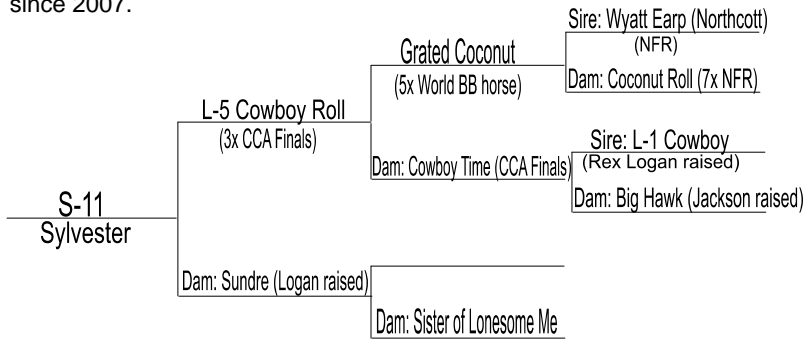 since 2007.
Sire: Wyatt Earp (Northcott)
(NFR)
Grated Coconut
(5x World BB horse)
Dam: Coconut Roll (7x NFR)
L-5 Cowboy Roll
(3x CCA Finals)
Sire: L-1 Cowboy
(Rex Logan raised)
Dam: Cowboy Time (CCA Finals)
Dam: Big Hawk (Jackson raised)
S-11
Sylvester
Dam: Sundre (Logan raised)
Dam: Sister of Lonesome Me